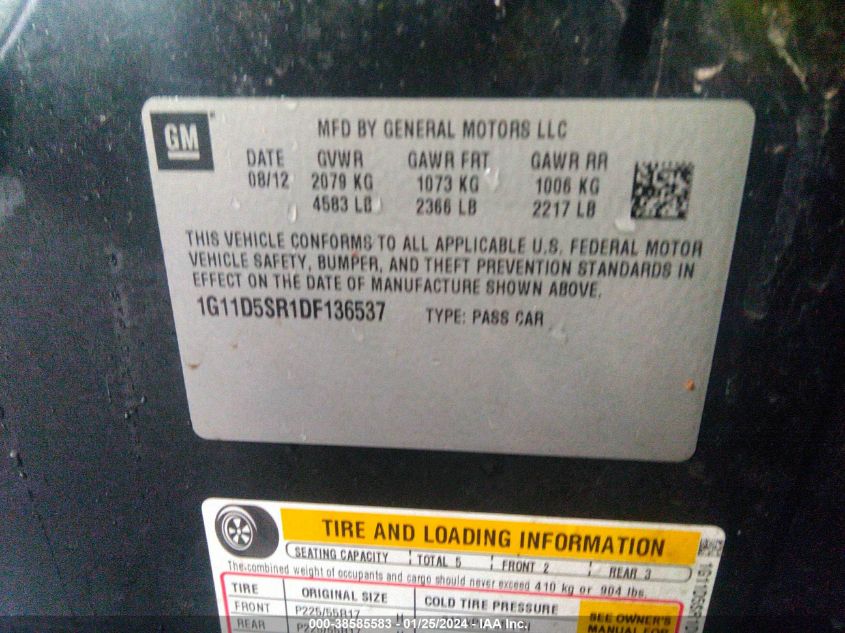 GM
MFD BY GENERAL MOTORS LLC
DATE GVWR GAWR FRT GAWR RR
08/12 2079 KG 1073 KG 1006 KG
4583 LB 2366 LB 2217 LB
THIS VEHICLE CONFORMS TO ALL APPLICABLE U.S. FEDERAL MOTOR
VEHICLE SAFETY, BUMPER, AND THEFT PREVENTION STANDARDS IN
EFFECT ON THE DATE OF MANUFACTURE SHOWN ABOVE.
1G11D5SR1DF136537 TYPE: PASS CAR
TIRE AND LOADING INFORMATION
SEATING CAPACITY TOTAL 5 FRONT 2 REAR 3
The combined weight of occupants and cargo should never exceed 410 kg or 904 lbs.
TIRE ORIGINAL SIZE COLD TIRE PRESSURE
SEE OWNER'S
FRONT P225/55R17
MANUAL FOR
REAR
000-38585583 - 01/25/2024 - IAA Inc.